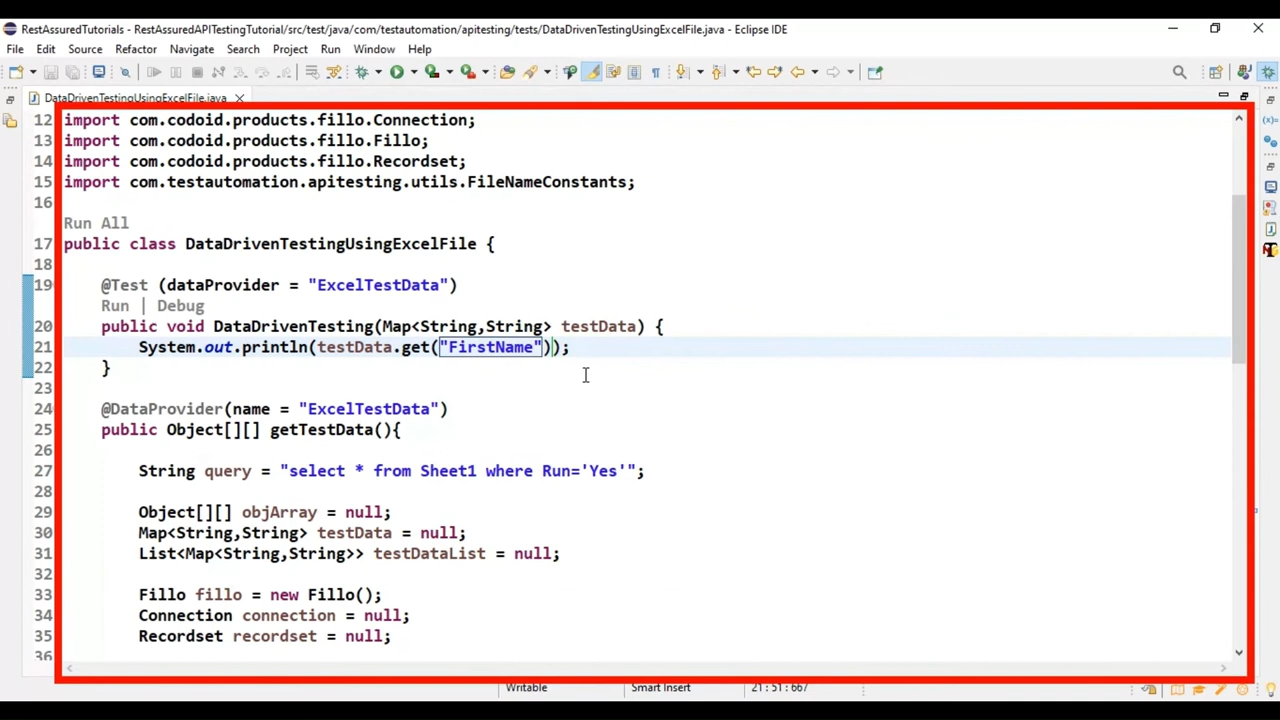 RestAssuredTutorials - RestAssuredAPITestingTutorial/src/test/java/com/testautomation/apitesting/tests/DataDrivenTestingUsingExcelFile.java - Eclipse IDE
File Edit Source Refactor Navigate Search Project Run Window Help
DataDrivenTestingUsingExcelFile.java
12 import com.codoid.products.fillo.Connection;
13 import com.codoid.products.fillo.Fillo;
14 import com.codoid.products.fillo.Recordset;
15 import com.testautomation.apitesting.utils.FileNameConstants;
16
Run All
17 public class DataDrivenTestingUsingExcelFile {
18
19 @Test (dataProvider = "ExcelTestData")
Run | Debug
20 public void DataDrivenTesting(Map<String,String> testData) {
21 System.out.println(testData.get("FirstName"));
22 }
23
24 @DataProvider(name = "ExcelTestData")
25 public Object[][] getTestData(){
26
27 String query = "select * from Sheet1 where Run='Yes'";
28
29 Object[][] objArray = null;
30 Map<String,String> testData = null;
31 List<Map<String,String>> testDataList = null;
32
33 Fillo fillo = new Fillo();
34 Connection connection = null;
35 Recordset recordset = null;
36
Writable Smart Insert 21 : 51 : 667